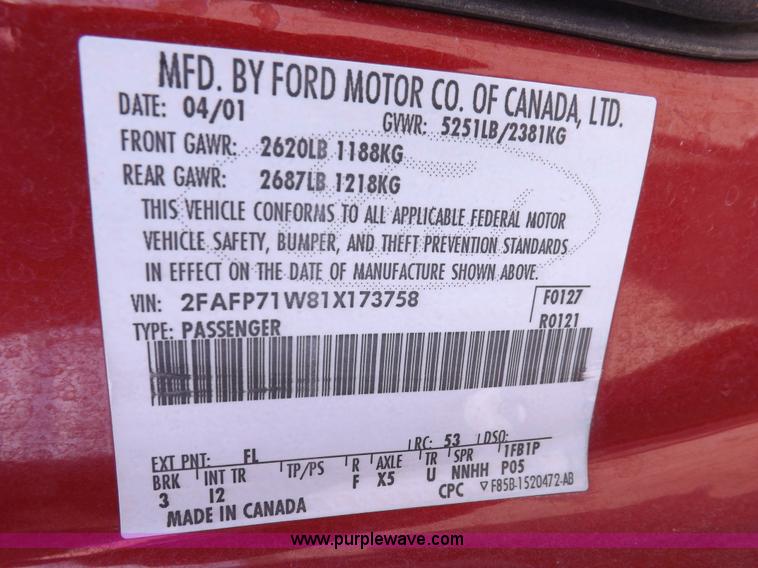 MFD. BY FORD MOTOR CO. OF CANADA, LTD.
DATE: 04/01 GVWR: 5251LB/2381KG
FRONT GAWR: 2620LB 1188KG
REAR GAWR: 2687LB 1218KG
THIS VEHICLE CONFORMS TO ALL APPLICABLE FEDERAL MOTOR
VEHICLE SAFETY, BUMPER, AND THEFT PREVENTION STANDARDS
IN EFFECT ON THE DATE OF MANUFACTURE SHOWN ABOVE.
VIN: 2FAFP71W81X173758 F0127
TYPE: PASSENGER R0121
EXT PNT: FL RC: 53 DSO:
BRK INT TR TP/PS R AXLE TR SPR 1FB1P
3 I2 F X5 U NNHH P05
MADE IN CANADA CPC ▽F85B-1520472-AB
www.purplewave.com